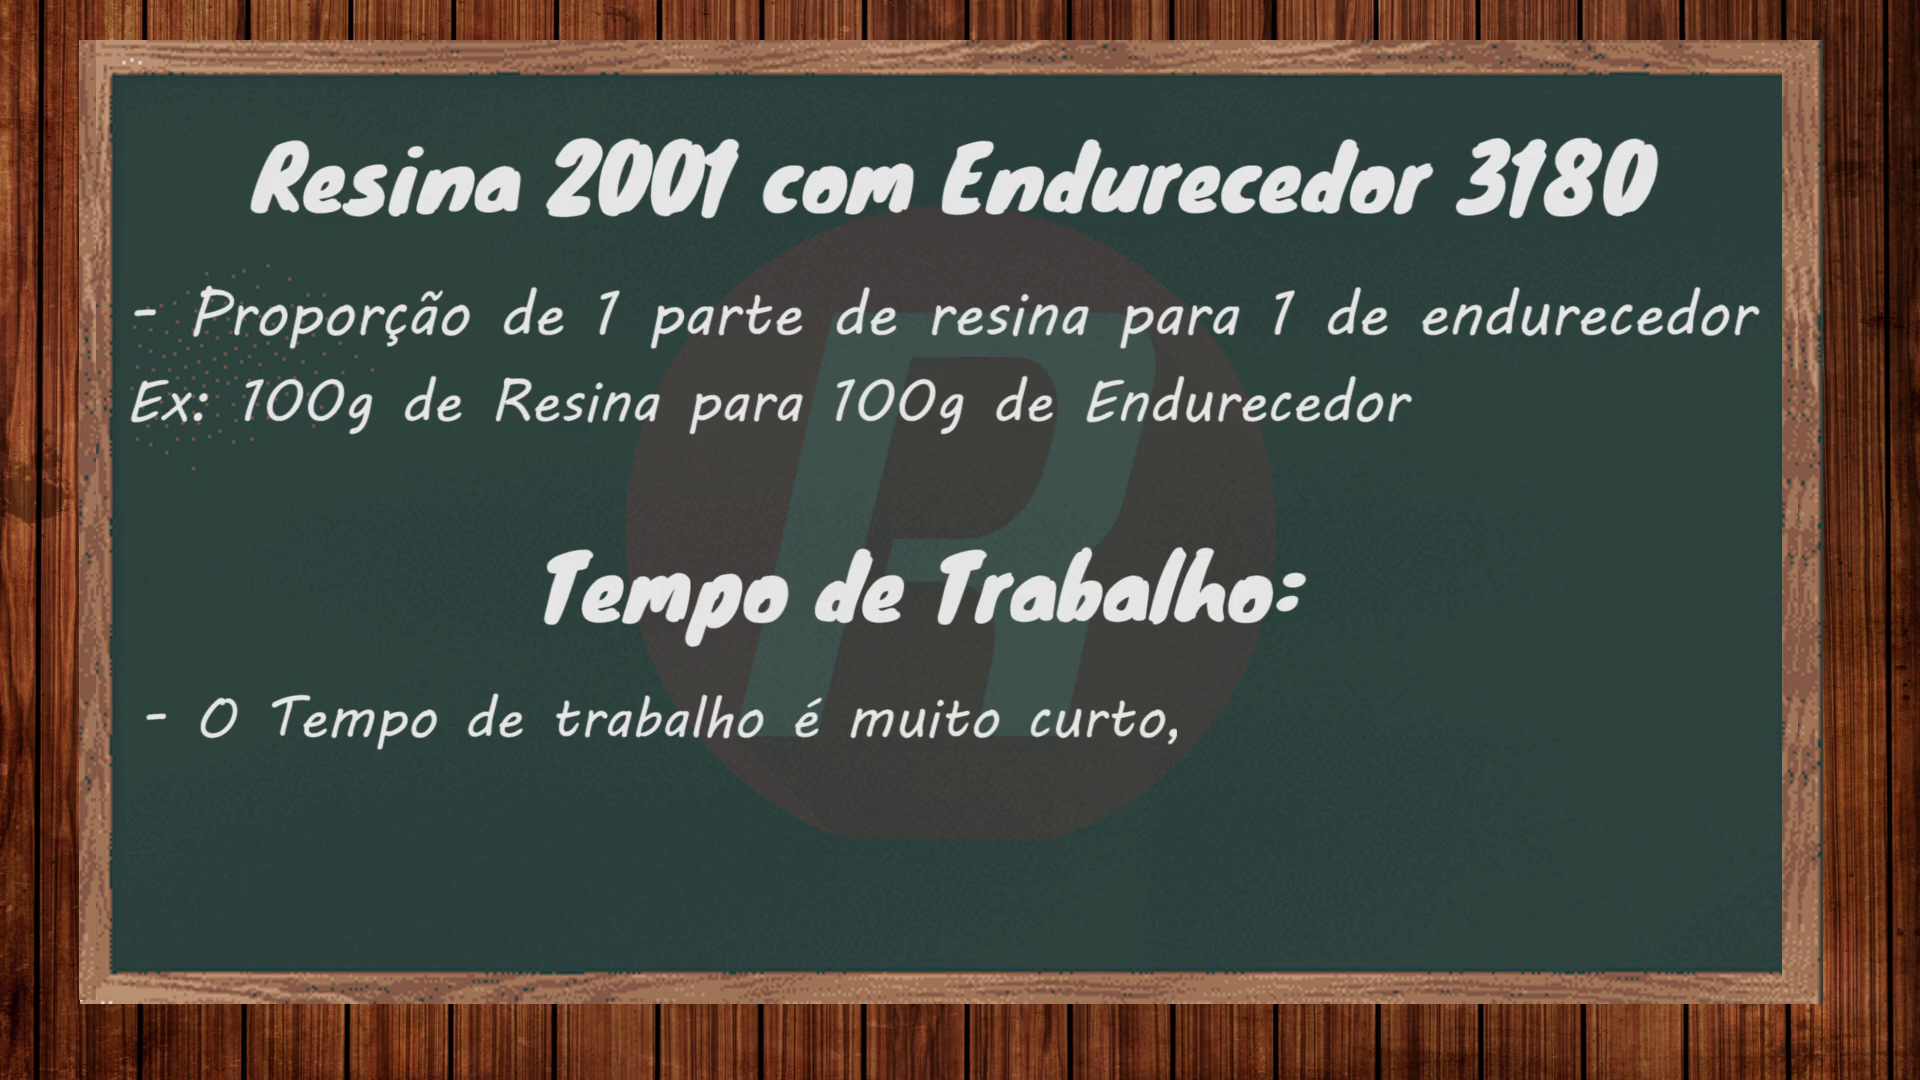 Resina 2001 com Endurecedor 3180
- Proporção de 1 parte de resina para 1 de endurecedor
Ex: 100g de Resina para 100g de Endurecedor
Tempo de Trabalho:
- O Tempo de trabalho é muito curto,